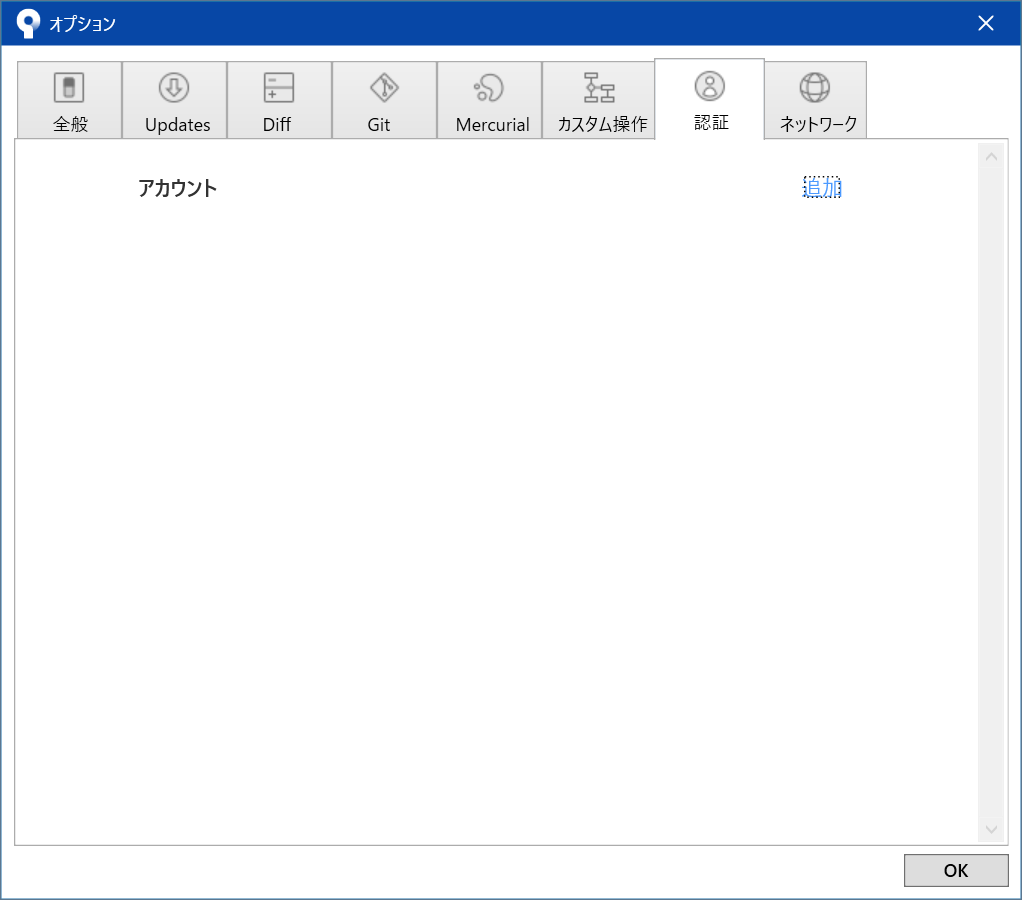 オプション
全般
Updates
Diff
Git
Mercurial
カスタム操作
認証
ネットワーク
アカウント
追加
OK